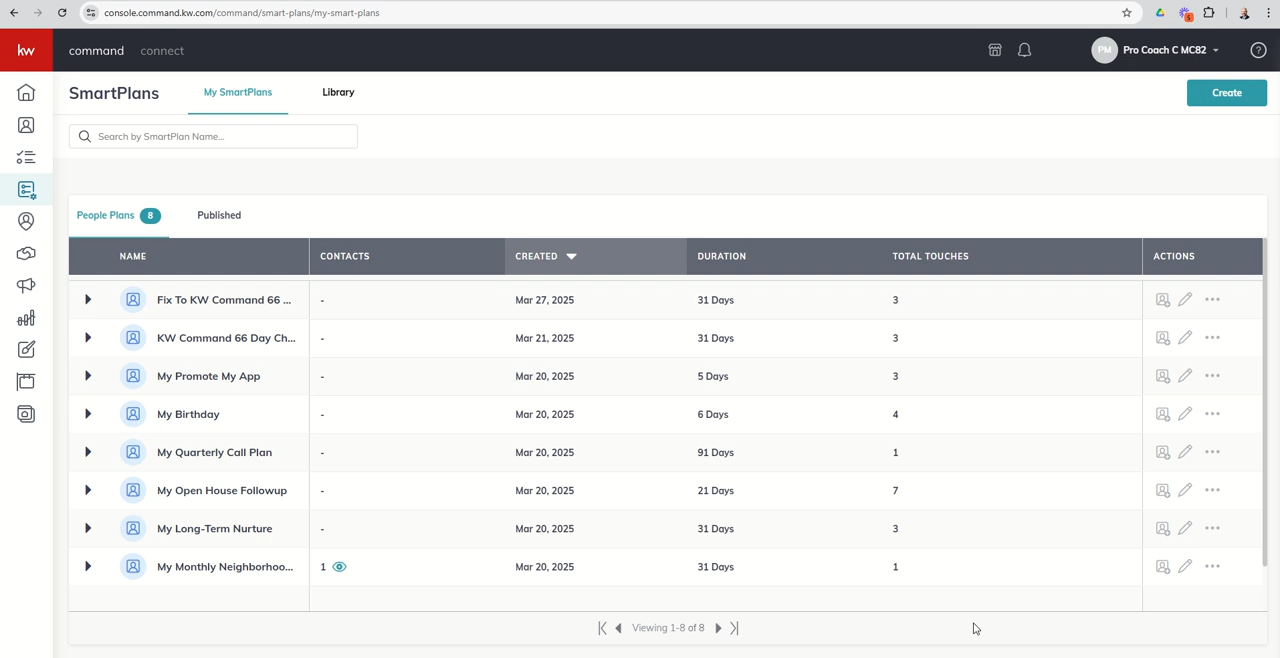 console.command.kw.com/command/smart-plans/my-smart-plans
5
kw command connect PM Pro Coach C MC82 ?
SmartPlans My SmartPlans Library Create
Search by SmartPlan Name...
People Plans 8 Published
NAME CONTACTS CREATED DURATION TOTAL TOUCHES ACTIONS
Fix To KW Command 66 ... - Mar 27, 2025 31 Days 3
KW Command 66 Day Ch... - Mar 21, 2025 31 Days 3
My Promote My App - Mar 20, 2025 5 Days 3
My Birthday - Mar 20, 2025 6 Days 4
My Quarterly Call Plan - Mar 20, 2025 91 Days 1
My Open House Followup - Mar 20, 2025 21 Days 7
My Long-Term Nurture - Mar 20, 2025 31 Days 3
My Monthly Neighborhoo... 1 Mar 20, 2025 31 Days 1
Viewing 1-8 of 8